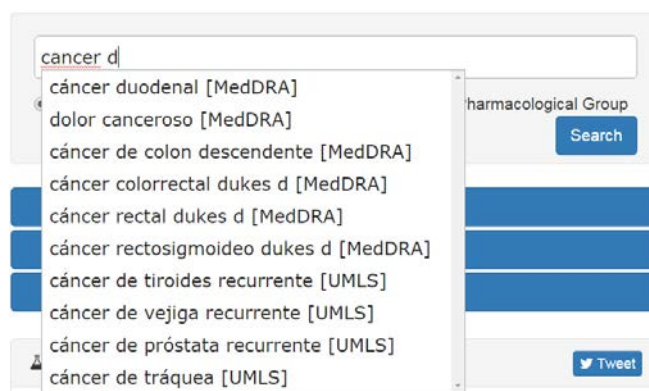 cancer d
cáncer duodenal [MedDRA]
dolor canceroso [MedDRA]
harmacological Group
cáncer de colon descendente [MedDRA]
Search
cáncer colorrectal dukes d [MedDRA]
cáncer rectal dukes d [MedDRA]
cáncer rectosigmoideo dukes d [MedDRA]
cáncer de tiroides recurrente [UMLS]
cáncer de vejiga recurrente [UMLS]
cáncer de próstata recurrente [UMLS]
Tweet
cáncer de tráquea [UMLS]